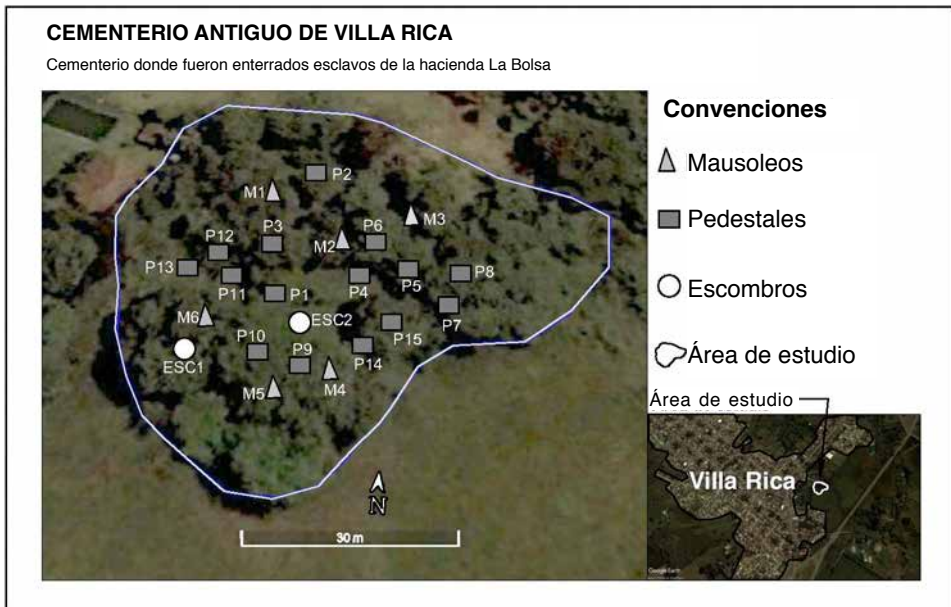 CEMENTERIO ANTIGUO DE VILLA RICA
Cementerio donde fueron enterrados esclavos de la hacienda La Bolsa
P2
M1
M3
P3
P6
M2
P12
P13
P8
P5
P4
P11
P1
P7
M6
ESC2
P15
P10
P9
P14
ESC1
M5
M4
N
30 m
Convenciones
Mausoleos
Pedestales
Escombros
Área de estudio
Área de estudio
Villa Rica
Google Earth